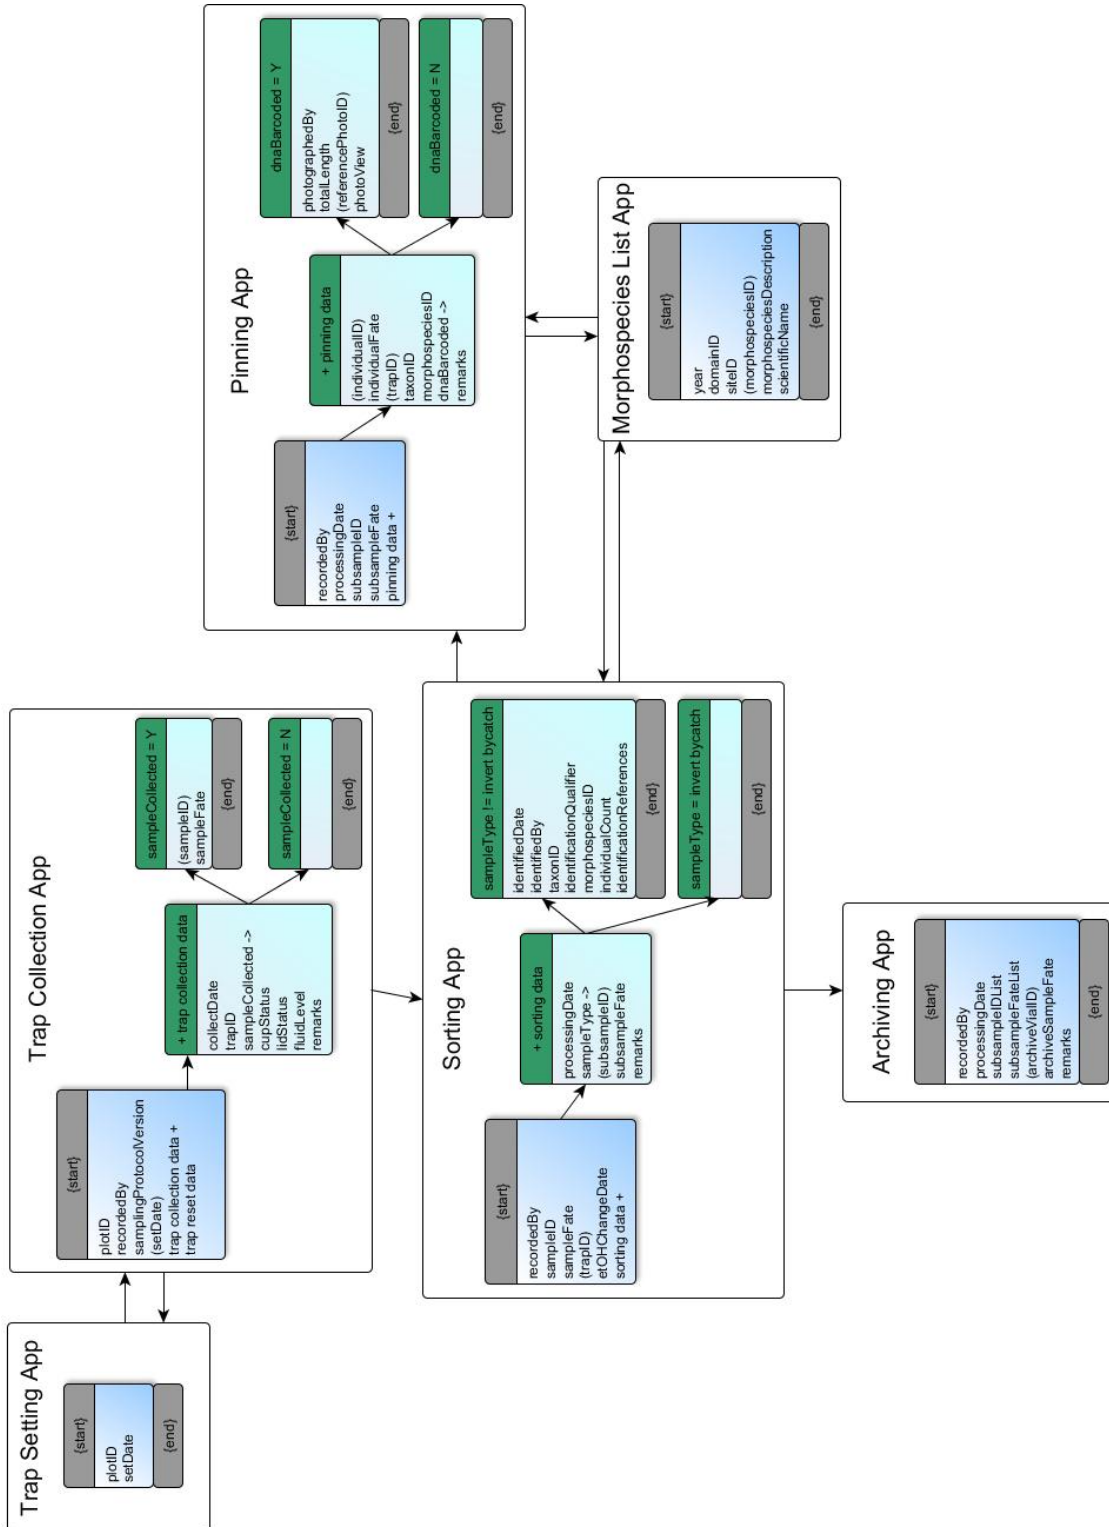 Trap Setting App
{start}
plotID
setDate
{end}
Trap Collection App
{start}
plotID
recordedBy
samplingProtocolVersion
(setDate)
trap collection data +
trap reset data
+ trap collection data
collectDate
trapID
sampleCollected ->
cupStatus
lidStatus
fluidLevel
remarks
sampleCollected = Y
(sampleID)
sampleFate
{end}
sampleCollected = N
{end}
Sorting App
{start}
recordedBy
sampleID
sampleFate
(trapID)
etOHChangeDate
sorting data +
+ sorting data
processingDate
sampleType ->
(subsampleID)
subsampleFate
remarks
sampleType != invert bycatch
identifiedDate
identifiedBy
taxonID
identificationQualifier
morphospeciesID
individualCount
identificationReferences
{end}
sampleType = invert bycatch
{end}
Pinning App
{start}
recordedBy
processingDate
subsampleID
subsampleFate
pinning data +
+ pinning data
(individualID)
individualFate
(trapID)
taxonID
morphospeciesID
dnaBarcoded ->
remarks
dnaBarcoded = Y
photographedBy
totalLength
(referencePhotoID)
photoView
{end}
dnaBarcoded = N
{end}
Archiving App
{start}
recordedBy
processingDate
subsampleIDList
subsampleFateList
(archiveVialID)
archiveSampleFate
remarks
{end}
Morphospecies List App
{start}
year
domainID
siteID
(morphospeciesID)
morphospeciesDescription
scientificName
{end}